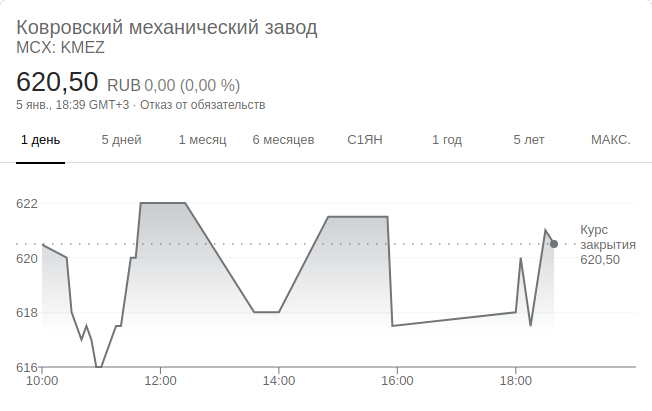 Ковровский механический завод
MCX: KMEZ
620,50 RUB 0,00 (0,00 %)
5 янв., 18:39 GMT+3 · Отказ от обязательств
1 день 5 дней 1 месяц 6 месяцев С1ЯН 1 год 5 лет МАКС.
622
620
618
616
Курс
закрытия
620,50
10:00 12:00 14:00 16:00 18:00